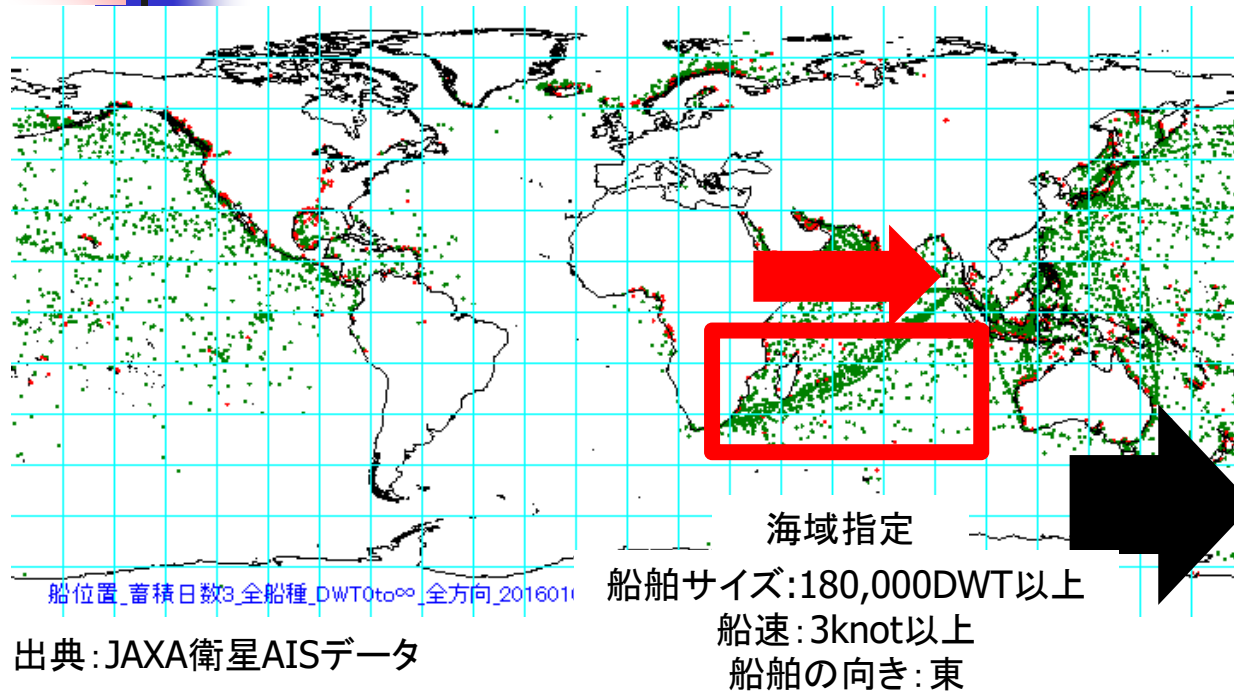 海域指定
船舶サイズ:180,000DWT以上
船速:3knot以上
船舶の向き:東
船位置_蓄積日数3_全船種_DWT0to∞_全方向_2016010
出典:JAXA衛星AISデータ